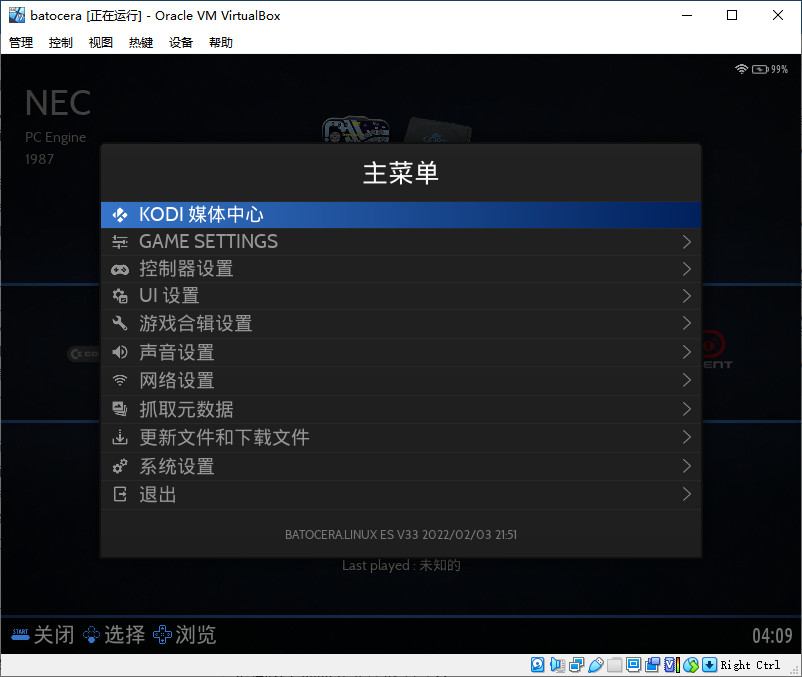 batocera [正在运行] - Oracle VM VirtualBox
管理 控制 视图 热键 设备 帮助
99%
NEC
PC Engine
1987
主菜单
KODI 媒体中心
GAME SETTINGS
控制器设置
UI 设置
游戏合辑设置
声音设置
网络设置
抓取元数据
更新文件和下载文件
系统设置
退出
BATOCERA.LINUX ES V33 2022/02/03 21:51
Last played : 未知的
START 关闭 选择 浏览 04:09
Right Ctrl